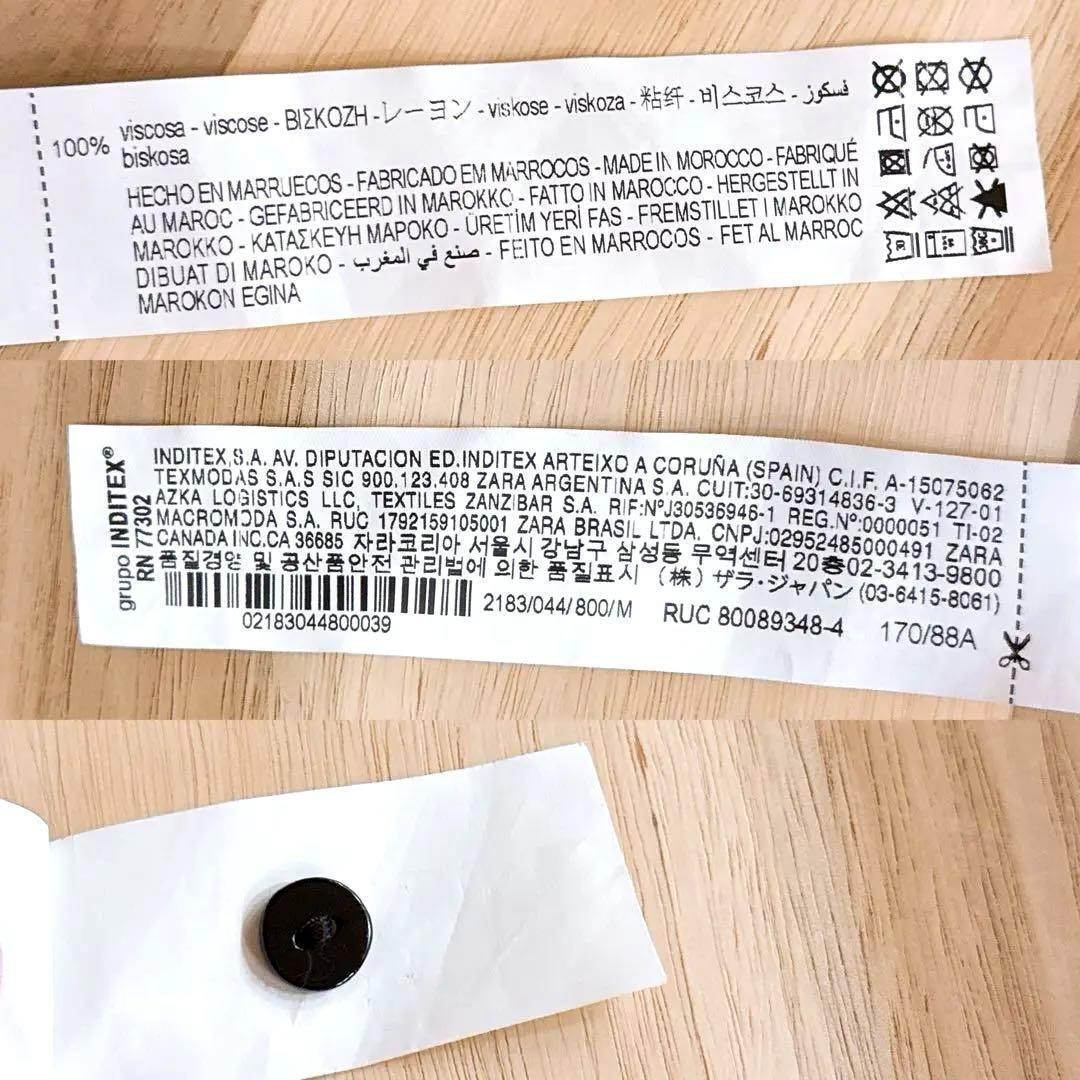 100% viscosa - viscose - ΒΙΣΚΟΖΗ - レーヨン - viskose - viskoza - 粘纤 - 비스코스 - فسكوز
biskosa
HECHO EN MARRUECOS - FABRICADO EM MARROCOS - MADE IN MOROCCO - FABRIQUÉ
AU MAROC - GEFABRICEERD IN MAROKKO - FATTO IN MAROCCO - HERGESTELLT IN
MAROKKO - ΚΑΤΑΣΚΕΥΗ ΜΑΡΟΚΟ - ÜRETİM YERİ FAS - FREMSTILLET I MAROKKO
DIBUAT DI MAROKO - صنع في المغرب - FEITO EN MARROCOS - FET AL MARROC
MAROKON EGINA
grupo INDITEX®
RN 77302
INDITEX,S.A. AV. DIPUTACION ED.INDITEX ARTEIXO A CORUÑA (SPAIN) C.I.F. A-15075062
TEXMODAS S.A.S SIC 900.123.408 ZARA ARGENTINA S.A. CUIT:30-69314836-3 V-127-01
AZKA LOGISTICS LLC, TEXTILES ZANZIBAR S.A. RIF:NºJ30536946-1 REG.Nº:0000051 TI-02
MACROMODA S.A. RUC 1792159105001 ZARA BRASIL LTDA. CNPJ:02952485000491 ZARA
CANADA INC.CA 36685 자라코리아 서울시 강남구 삼성동 무역센터 20층02-3413-9800
품질경양 및 공산품안전 관리법에 의한 품질표시 (株) ザラ・ジャパン (03-6415-8061)
2183/044/800/M RUC 80089348-4 170/88A
02183044800039